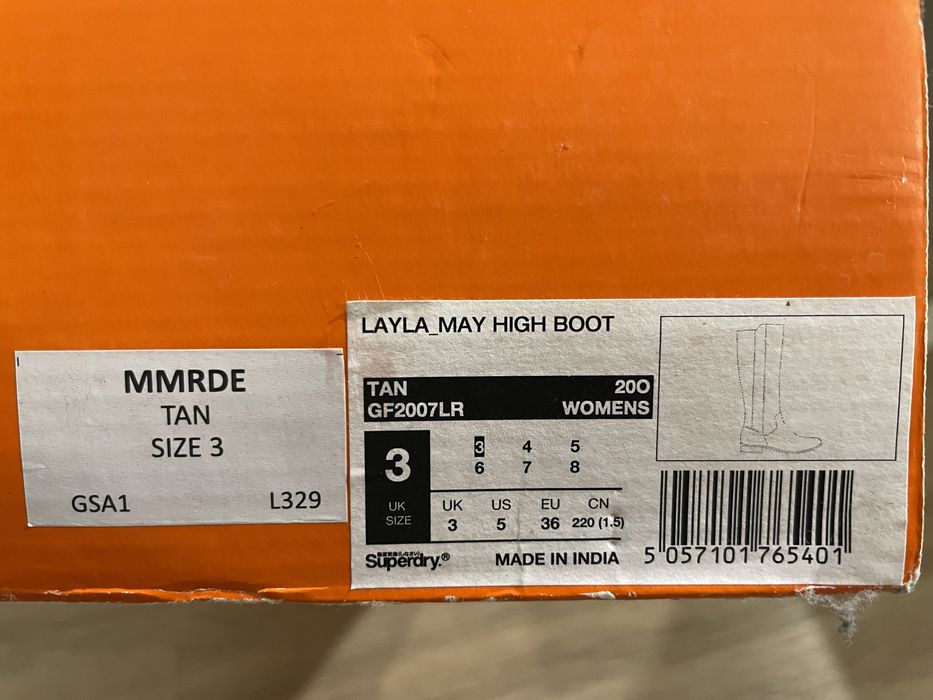 MMRDE
TAN
SIZE 3
GSA1 L329
LAYLA_MAY HIGH BOOT
TAN 20O
GF2007LR WOMENS
3
UK
SIZE
3 4 5
6 7 8
UK US EU CN
3 5 36 220 (1.5)
Superdry.®
MADE IN INDIA
5 057101 765401